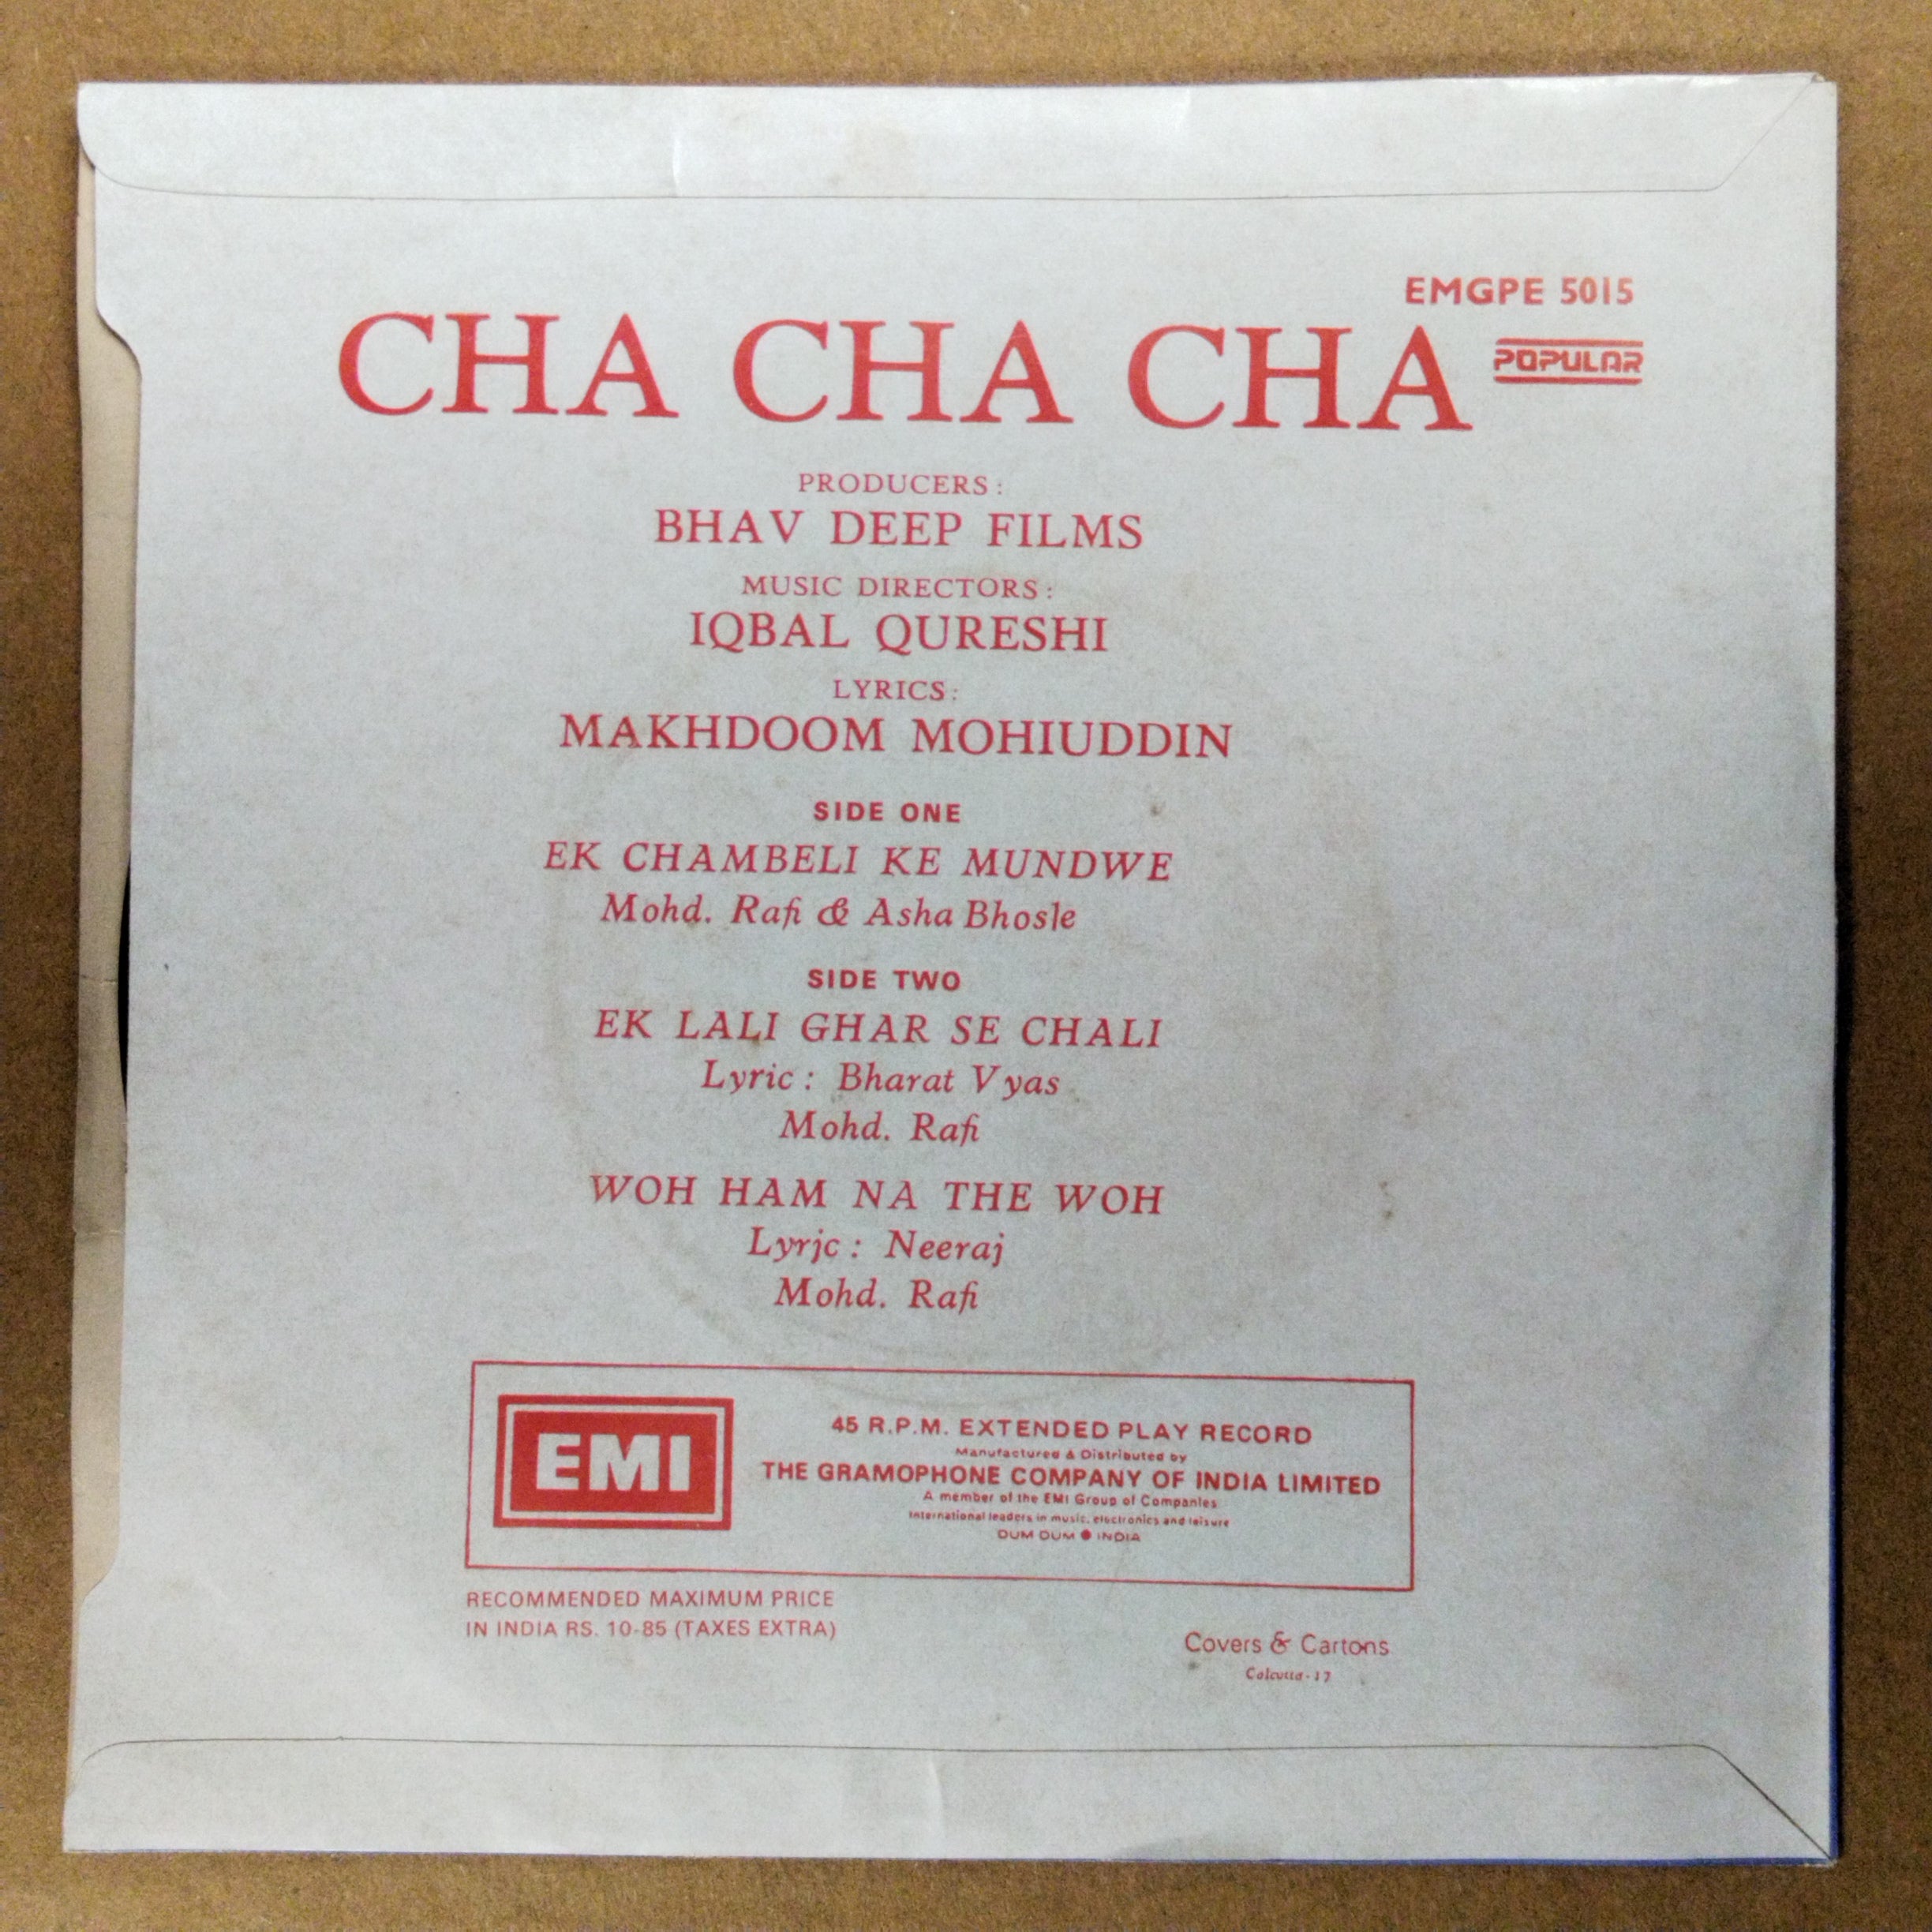 EMGPE 5015
CHA CHA CHA
POPULAR
PRODUCERS:
BHAV DEEP FILMS
MUSIC DIRECTORS:
IQBAL QURESHI
LYRICS:
MAKHDOOM MOHIUDDIN
SIDE ONE
EK CHAMBELI KE MUNDWE
Mohd. Rafi & Asha Bhosle
SIDE TWO
EK LALI GHAR SE CHALI
Lyric: Bharat Vyas
Mohd. Rafi
WOH HAM NA THE WOH
Lyrjc: Neeraj
Mohd. Rafi
EMI
45 R.P.M. EXTENDED PLAY RECORD
Manufactured & Distributed by
THE GRAMOPHONE COMPANY OF INDIA LIMITED
A member of the EMI Group of Companies
International leaders in music, electronics and leisure
DUM DUM ● INDIA
RECOMMENDED MAXIMUM PRICE
IN INDIA RS. 10-85 (TAXES EXTRA)
Covers & Cartons
Calcutta-17